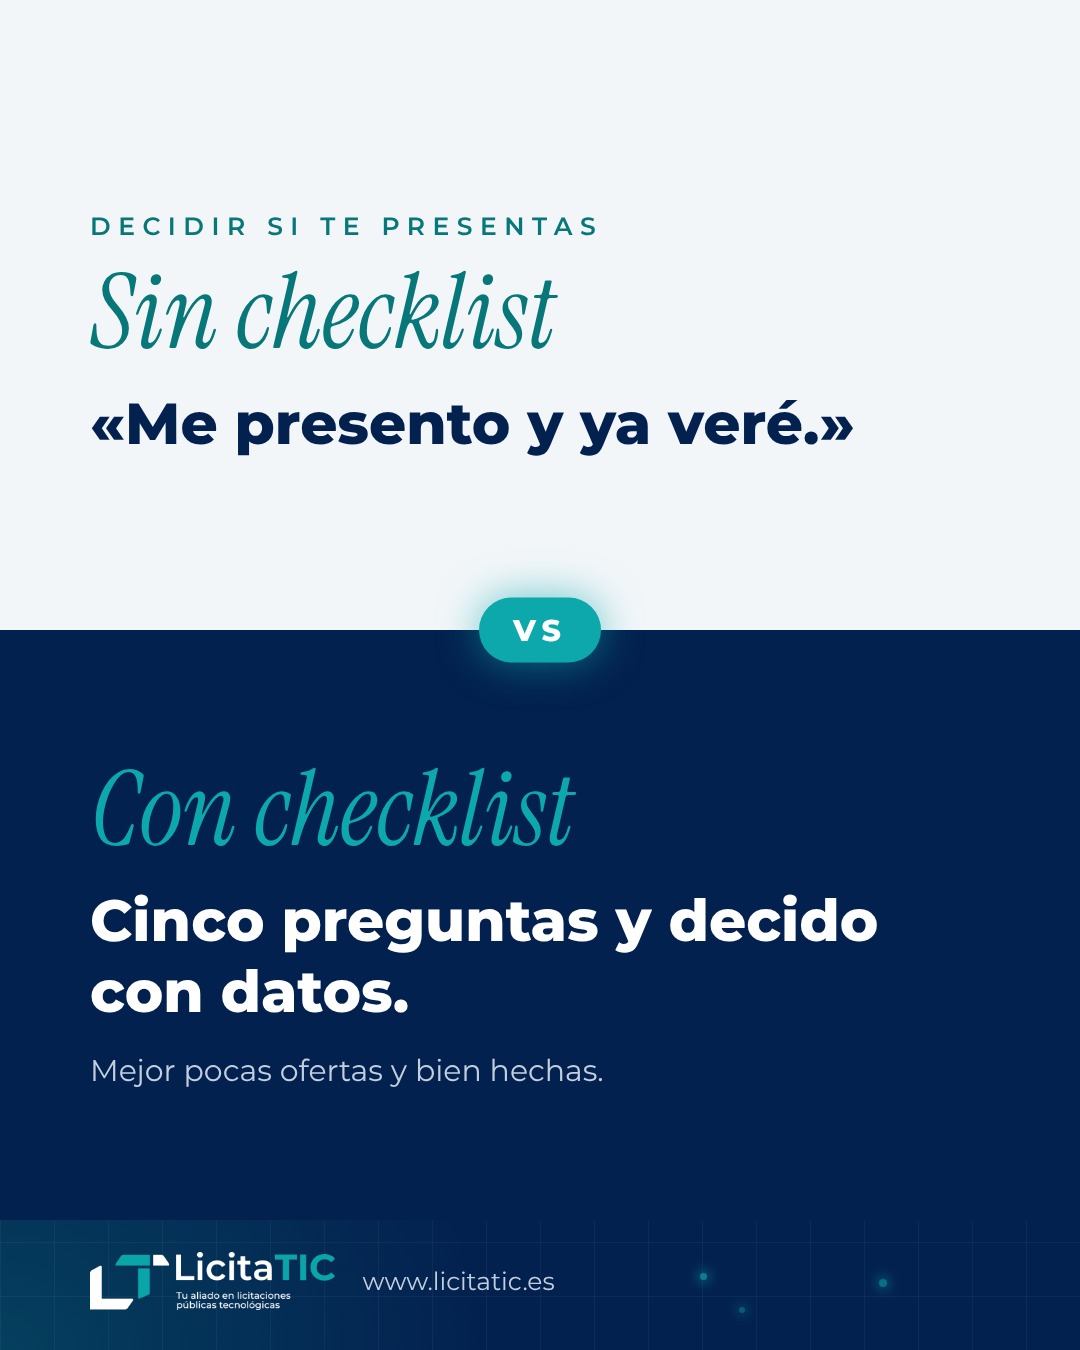 DECIDIR SI TE PRESENTAS
Sin checklist
«Me presento y ya veré.»
VS
Con checklist
Cinco preguntas y decido
con datos.
Mejor pocas ofertas y bien hechas.
LicitaTIC
Tu aliado en licitaciones
públicas tecnológicas
www.licitatic.es